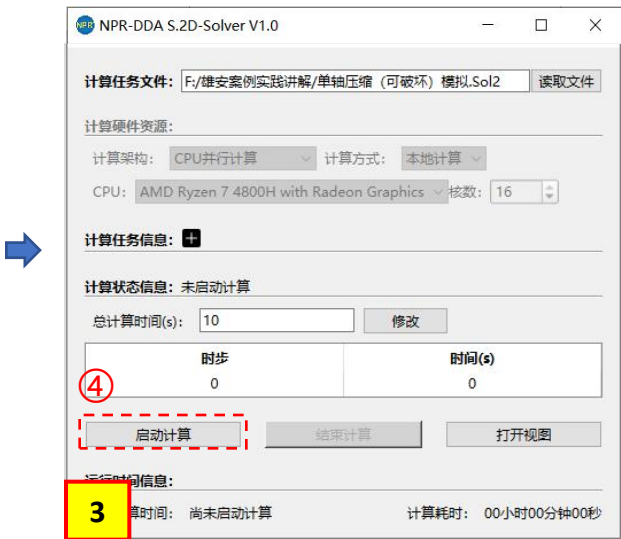 NPR NPR-DDA S.2D-Solver V1.0
计算任务文件: F:/雄安案例实践讲解/单轴压缩（可破坏）模拟.Sol2 读取文件
计算硬件资源:
计算架构: CPU并行计算 计算方式: 本地计算
CPU: AMD Ryzen 7 4800H with Radeon Graphics 核数: 16
计算任务信息:
计算状态信息: 未启动计算
总计算时间(s): 10 修改
时步 时间(s)
0 0
④
启动计算 结束计算 打开视图
运行时间信息:
3 算时间: 尚未启动计算 计算耗时: 00小时00分钟00秒